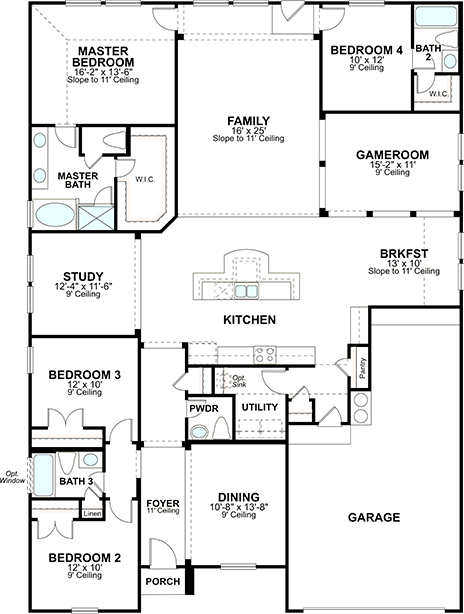 MASTER
BEDROOM
16'-2" x 13'-6"
Slope to 11' Ceiling
BEDROOM 4
10' x 12'
9' Ceiling
BATH
2
W.I.C.
FAMILY
16' x 25'
Slope to 11' Ceiling
GAMEROOM
15'-2" x 11'
9' Ceiling
MASTER
BATH
W.I.C.
STUDY
12'-4" x 11'-6"
9' Ceiling
BRKFST
13' x 10'
Slope to 11' Ceiling
KITCHEN
BEDROOM 3
12' x 10'
9' Ceiling
Opt.
Sink
Pantry
PWDR
UTILITY
Opt.
Window
BATH 3
Linen
FOYER
11' Ceiling
DINING
10'-8" x 13'-8"
9' Ceiling
GARAGE
BEDROOM 2
12' x 10'
9' Ceiling
PORCH